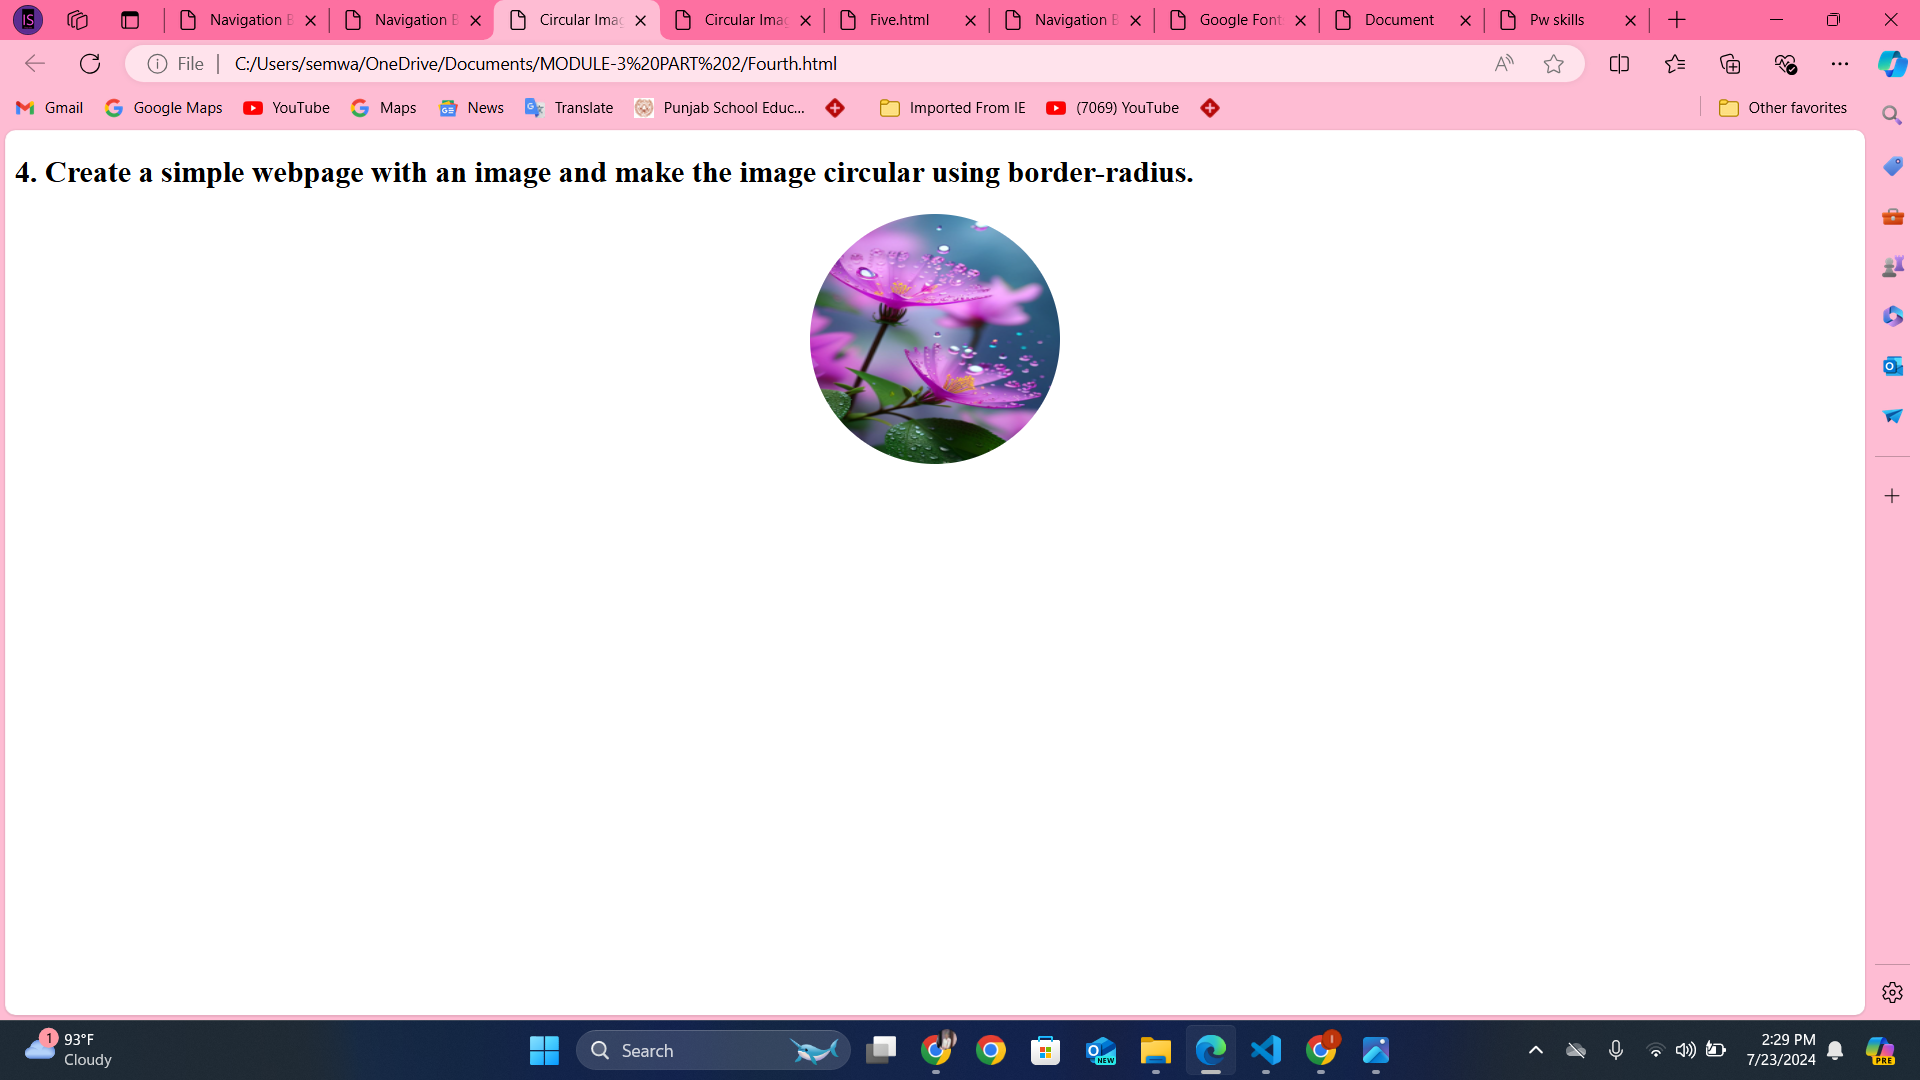 IS Navigation B Navigation B Circular Imag Circular Imag Five.html Navigation B Google Font Document Pw skills
File C:/Users/semwa/OneDrive/Documents/MODULE-3%20PART%202/Fourth.html
Gmail Google Maps YouTube Maps News Translate Punjab School Educ... Imported From IE (7069) YouTube Other favorites
4. Create a simple webpage with an image and make the image circular using border-radius.
1 93°F
Cloudy
Search
NEW
2:29 PM
7/23/2024
PRE